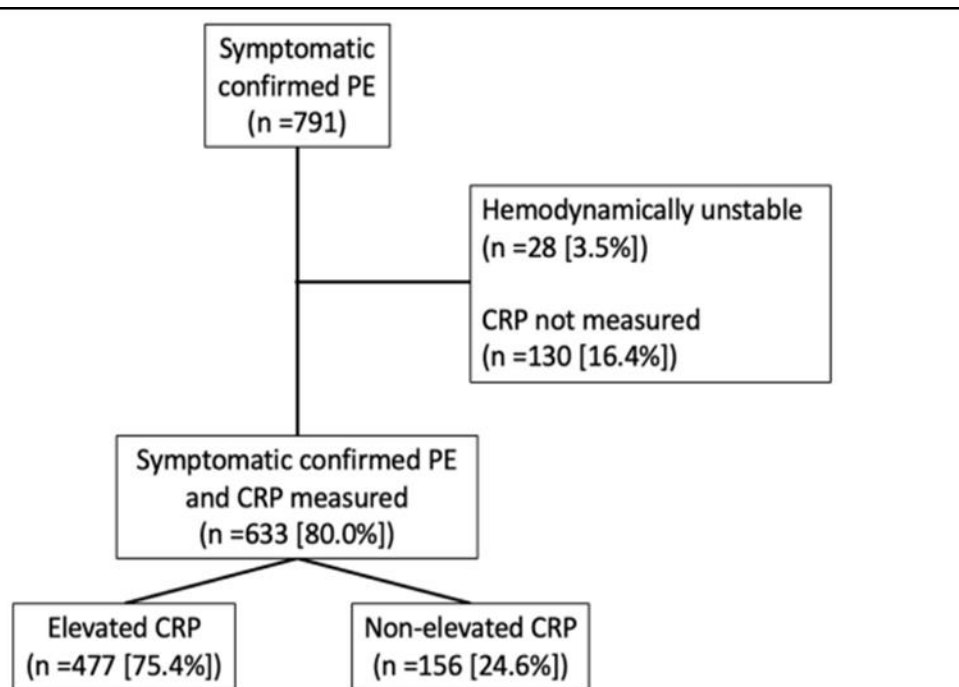 Symptomatic
confirmed PE
(n =791)
Hemodynamically unstable
(n =28 [3.5%])
CRP not measured
(n =130 [16.4%])
Symptomatic confirmed PE
and CRP measured
(n =633 [80.0%])
Elevated CRP
(n =477 [75.4%])
Non-elevated CRP
(n =156 [24.6%])